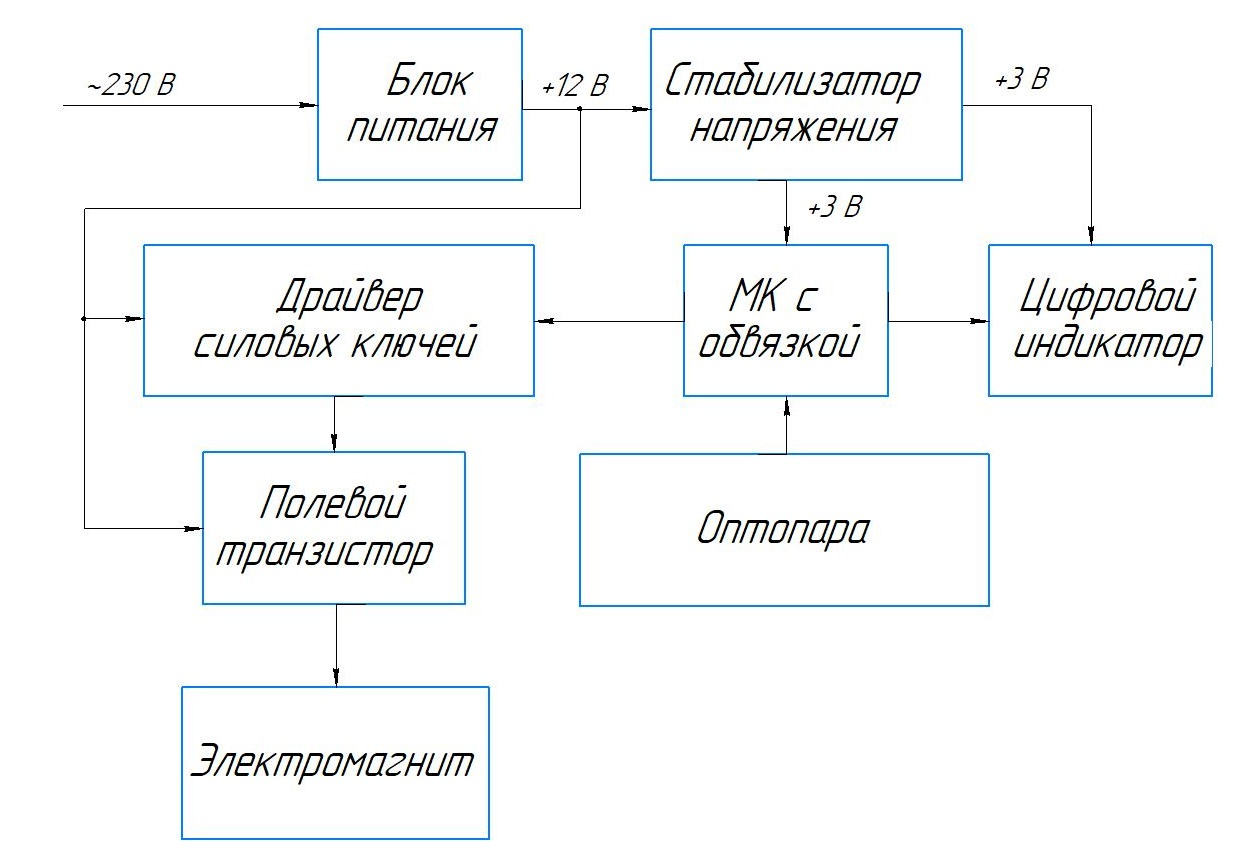 ~230 В
Блок
питания
+12 В
Стабилизатор
напряжения
+3 В
+3 В
Драйвер
силовых ключей
МК с
обвязкой
Цифровой
индикатор
Полевой
транзистор
Оптопара
Электромагнит